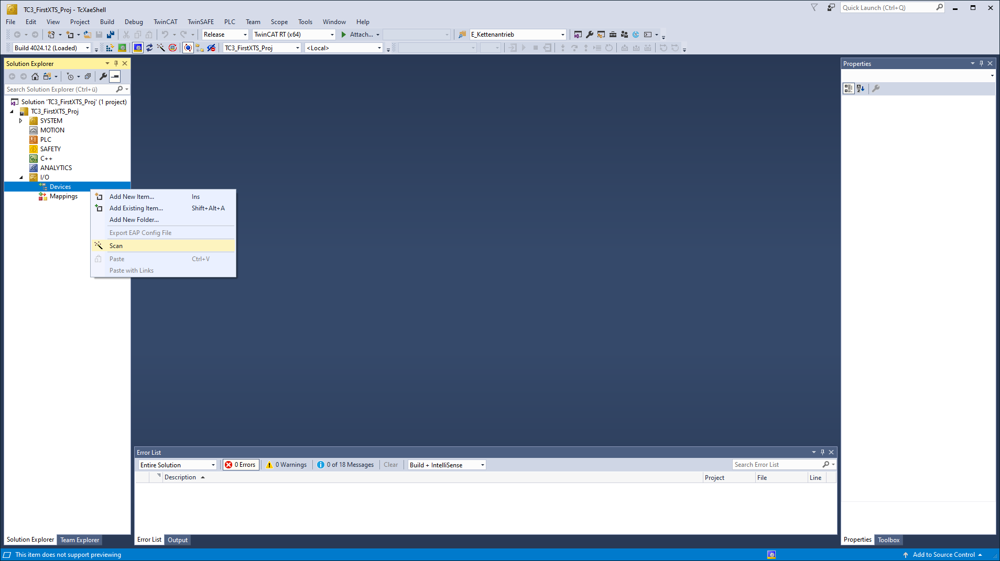 TC3_FirstXTS_Proj - TcXaeShell
Quick Launch (Ctrl+Q)
File Edit View Project Build Debug TwinCAT TwinSAFE PLC Team Scope Tools Window Help
Release TwinCAT RT (x64) Attach... E_Kettenantrieb
Build 4024.12 (Loaded) TC3_FirstXTS_Proj <Local>
Solution Explorer
Search Solution Explorer (Ctrl+ü)
Solution 'TC3_FirstXTS_Proj' (1 project)
TC3_FirstXTS_Proj
SYSTEM
MOTION
PLC
SAFETY
C++
ANALYTICS
I/O
Devices
Mappings
Add New Item... Ins
Add Existing Item... Shift+Alt+A
Add New Folder...
Export EAP Config File
Scan
Paste Ctrl+V
Paste with Links
Properties
Error List
Entire Solution 0 Errors 0 Warnings 0 of 18 Messages Clear Build + IntelliSense Search Error List
Description Project File Line
Solution Explorer Team Explorer
Error List Output
Properties Toolbox
This item does not support previewing
Add to Source Control